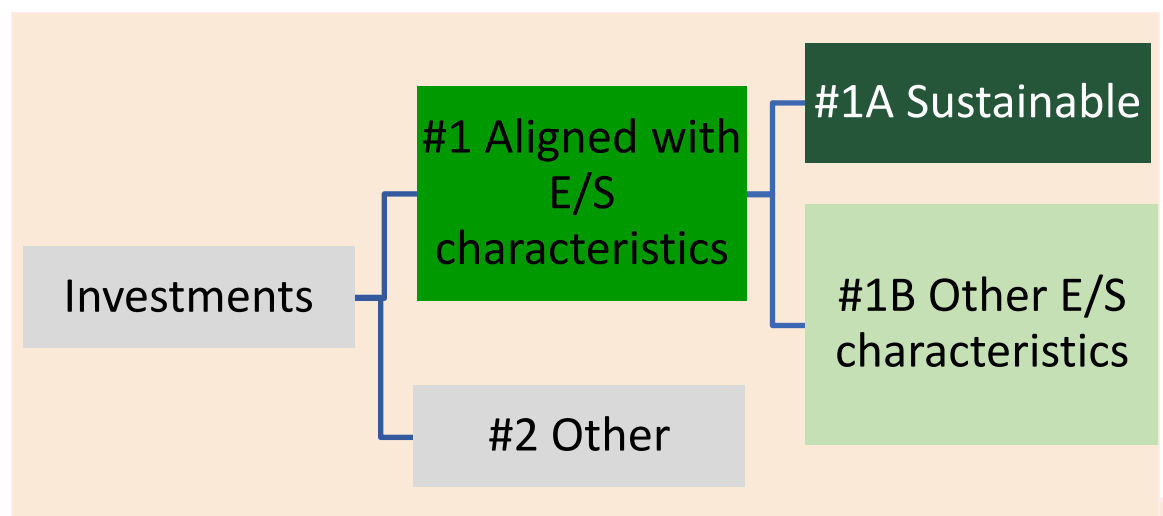 Investments
#1 Aligned with
E/S
characteristics
#2 Other
#1A Sustainable
#1B Other E/S
characteristics